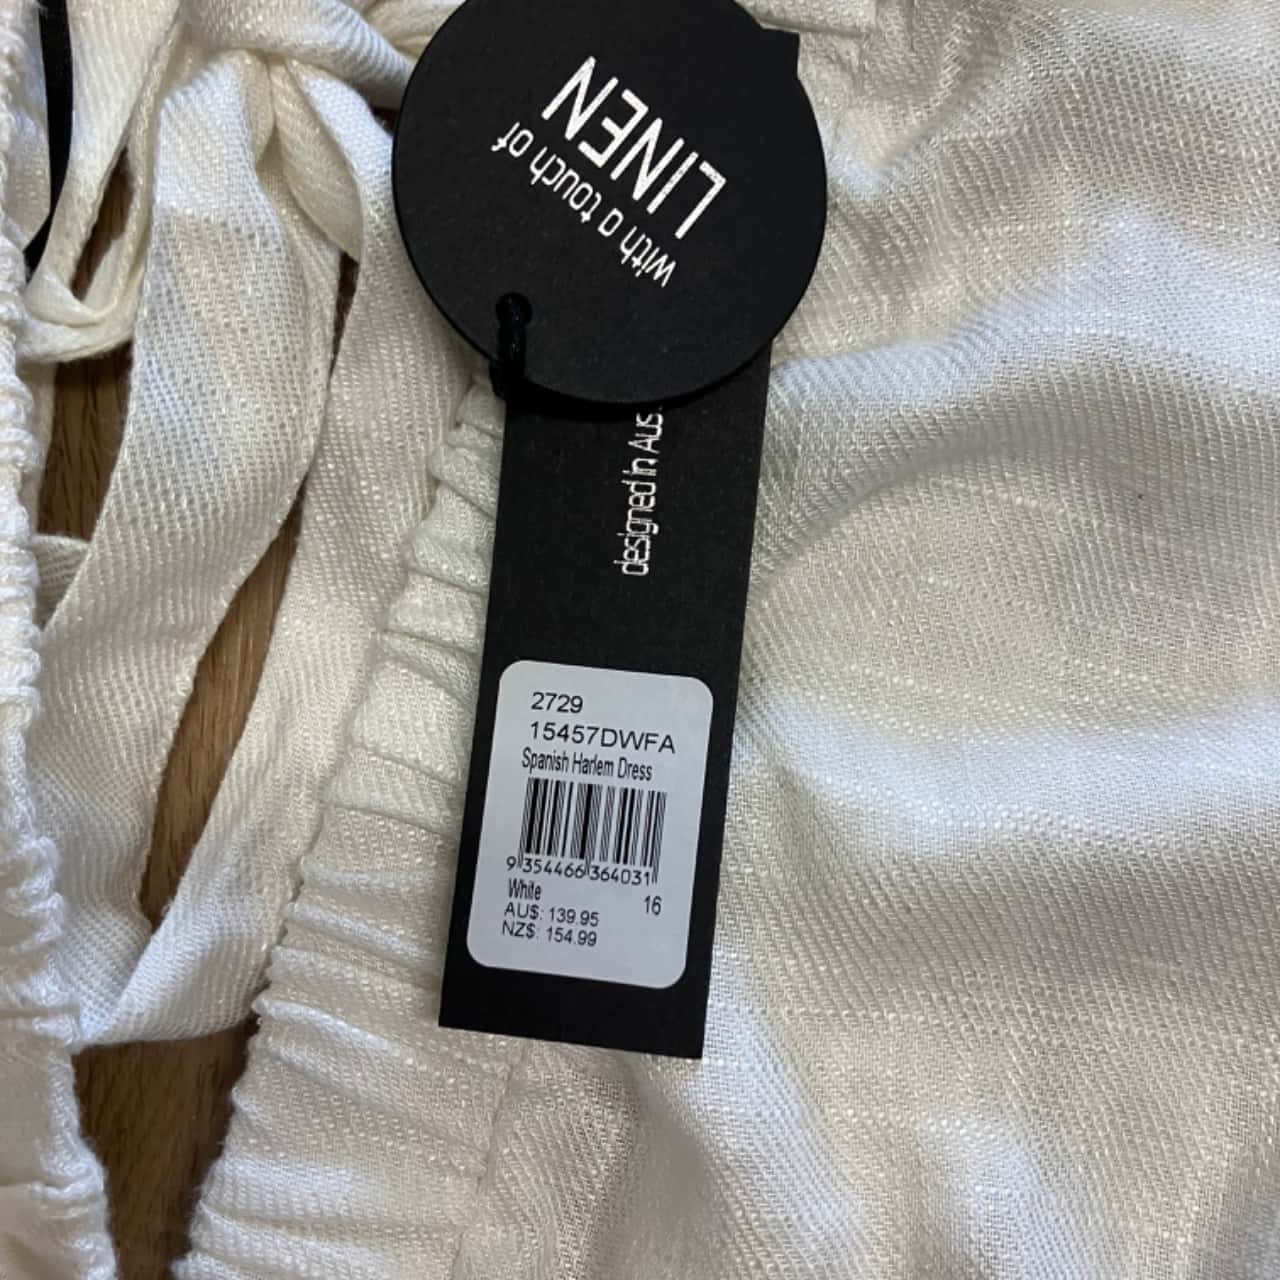 with a touch of
LINEN
designed in Aus
2729
15457DWFA
Spanish Harlem Dress
9 354466 364031
White 16
AU$: 139.95
NZ$: 154.99